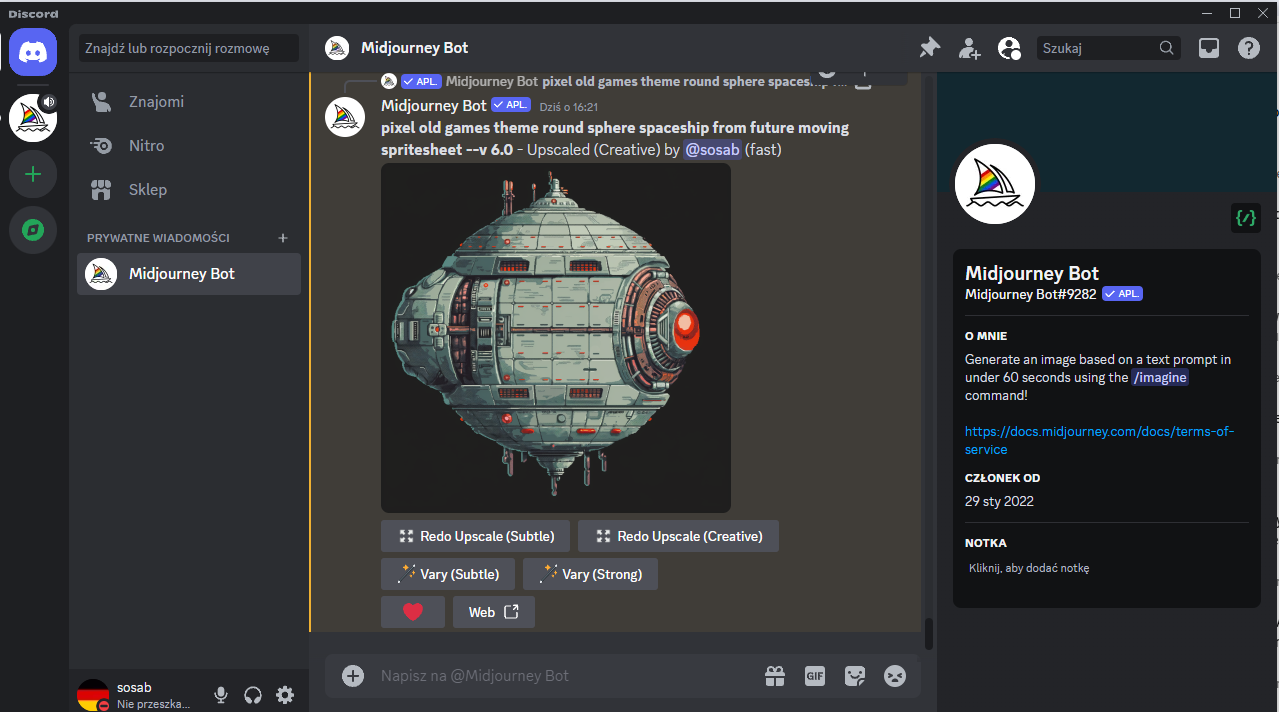 Discord
Znajdź lub rozpocznij rozmowę
Znajomi
Nitro
Sklep
PRYWATNE WIADOMOŚCI
Midjourney Bot
sosab
Nie przeszka...
Midjourney Bot
Szukaj
APL. Midjourney Bot pixel old games theme round sphere
Midjourney Bot APL. Dziś o 16:21
pixel old games theme round sphere spaceship from future moving
spritesheet --v 6.0 - Upscaled (Creative) by @sosab (fast)
Redo Upscale (Subtle) Redo Upscale (Creative)
Vary (Subtle) Vary (Strong)
Web
Napisz na @Midjourney Bot
GIF
Midjourney Bot
Midjourney Bot#9282 APL.
O MNIE
Generate an image based on a text prompt in
under 60 seconds using the /imagine
command!
https://docs.midjourney.com/docs/terms-of-
service
CZŁONEK OD
29 sty 2022
NOTKA
Kliknij, aby dodać notkę